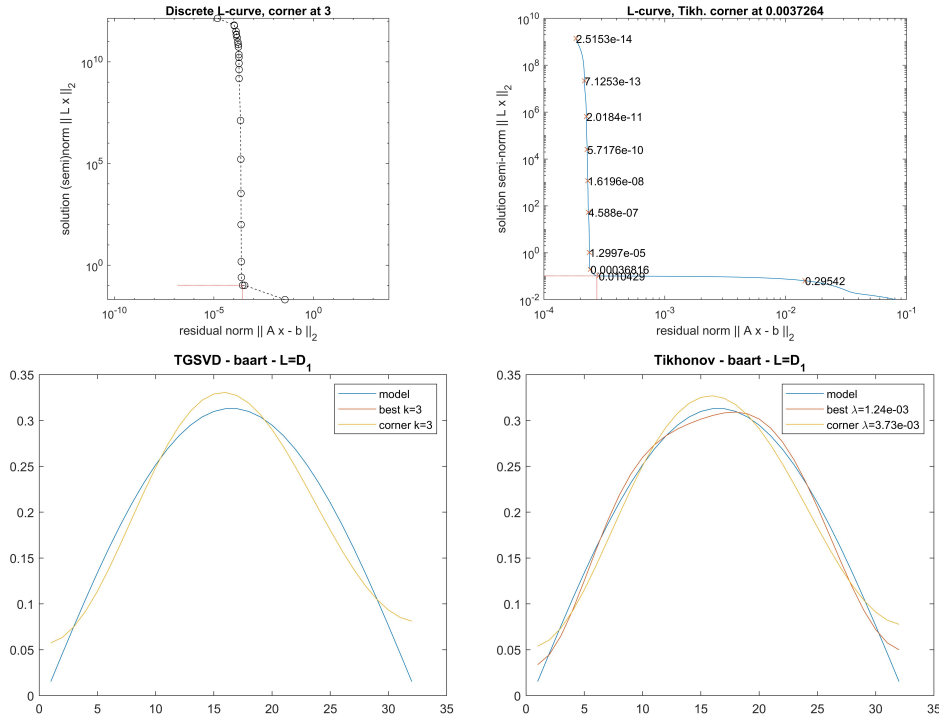 Discrete L-curve, corner at 3
10^10
10^5
10^0
10^-10
10^-5
10^0
solution (semi)norm || L x ||_2
residual norm || A x - b ||_2
L-curve, Tikh. corner at 0.0037264
10^10
10^8
10^6
10^4
10^2
10^0
10^-2
10^-4
10^-3
10^-2
10^-1
solution semi-norm || L x ||_2
residual norm || A x - b ||_2
2.5153e-14
7.1253e-13
2.0184e-11
5.7176e-10
1.6196e-08
4.588e-07
1.2997e-05
0.00036816
0.010429
0.29542
TGSVD - baart - L=D_1
0.35
0.3
0.25
0.2
0.15
0.1
0.05
0
0 5 10 15 20 25 30 35
model
best k=3
corner k=3
Tikhonov - baart - L=D_1
0.35
0.3
0.25
0.2
0.15
0.1
0.05
0
0 5 10 15 20 25 30 35
model
best λ=1.24e-03
corner λ=3.73e-03